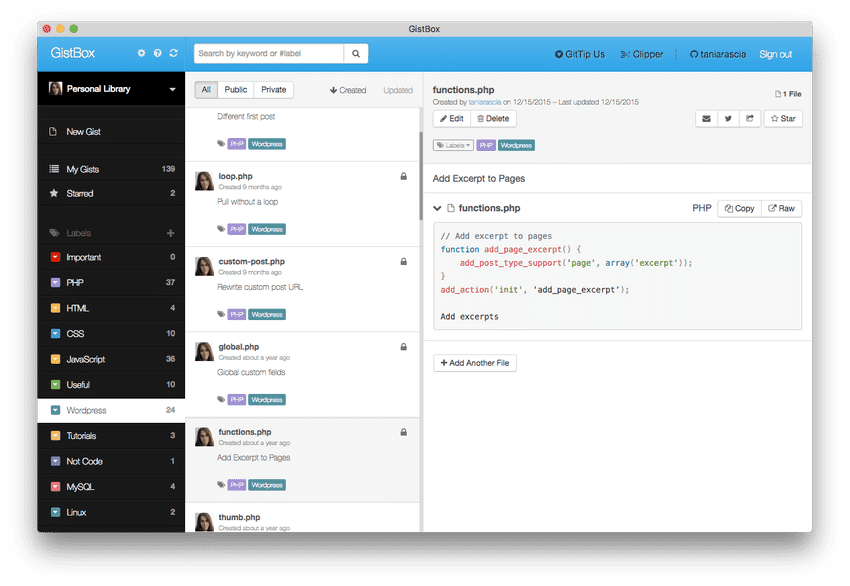 GistBox
GistBox
Search by keyword or #label
GitTip Us
Clipper
taniarascia
Sign out
Personal Library
New Gist
My Gists 139
Starred 2
Labels +
Important 0
PHP 37
HTML 4
CSS 10
JavaScript 36
Useful 10
Wordpress 24
Tutorials 3
Not Code 1
MySQL 4
Linux 2
All Public Private Created Updated
Different first post
PHP Wordpress
loop.php
Created 9 months ago
Pull without a loop
PHP Wordpress
custom-post.php
Created 9 months ago
Rewrite custom post URL
PHP Wordpress
global.php
Created about a year ago
Global custom fields
PHP Wordpress
functions.php
Created about a year ago
Add Excerpt to Pages
PHP Wordpress
thumb.php
Created about a year ago
functions.php
1 File
Created by taniarascia on 12/15/2015 – Last updated 12/15/2015
Edit Delete Star
Labels PHP Wordpress
Add Excerpt to Pages
functions.php PHP Copy Raw
// Add excerpt to pages
function add_page_excerpt() {
add_post_type_support('page', array('excerpt'));
}
add_action('init', 'add_page_excerpt');
Add excerpts
+ Add Another File